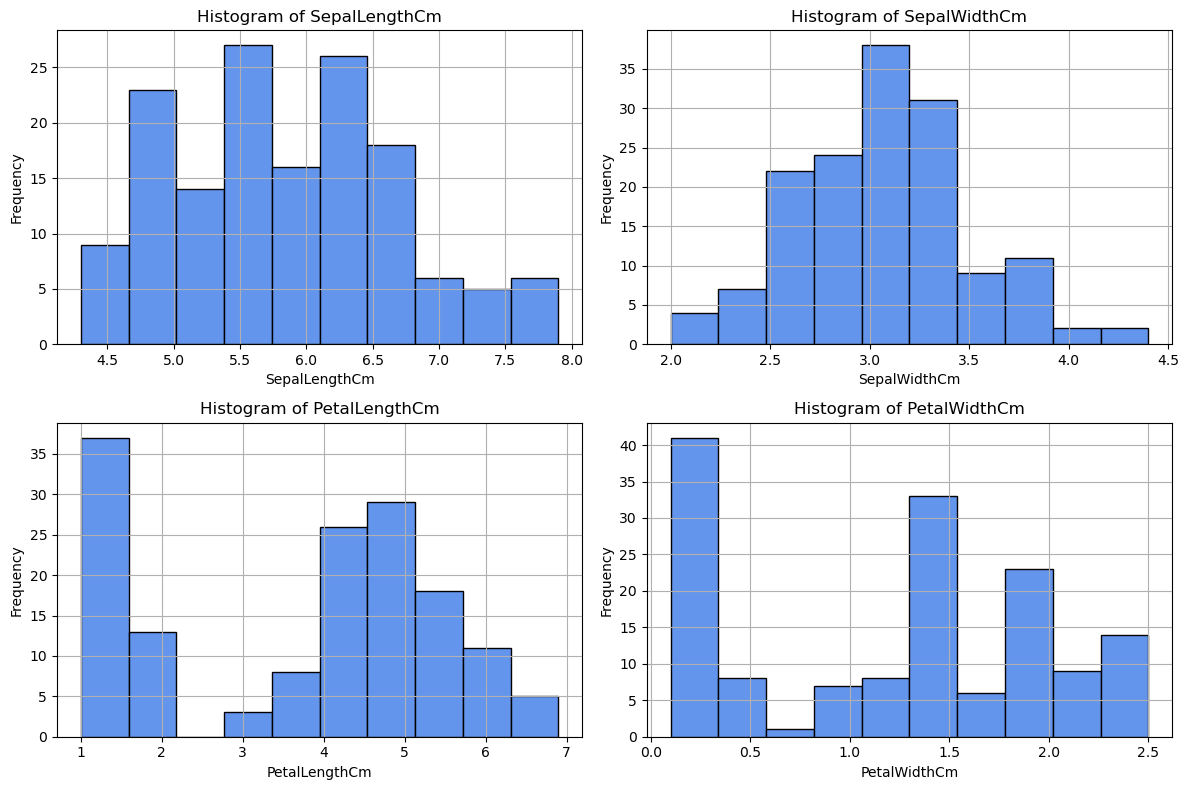 Histogram of SepalLengthCm
Frequency
25
20
15
10
5
0
4.5 5.0 5.5 6.0 6.5 7.0 7.5 8.0
SepalLengthCm
Histogram of SepalWidthCm
Frequency
35
30
25
20
15
10
5
0
2.0 2.5 3.0 3.5 4.0 4.5
SepalWidthCm
Histogram of PetalLengthCm
Frequency
35
30
25
20
15
10
5
0
1 2 3 4 5 6 7
PetalLengthCm
Histogram of PetalWidthCm
Frequency
40
35
30
25
20
15
10
5
0
0.0 0.5 1.0 1.5 2.0 2.5
PetalWidthCm